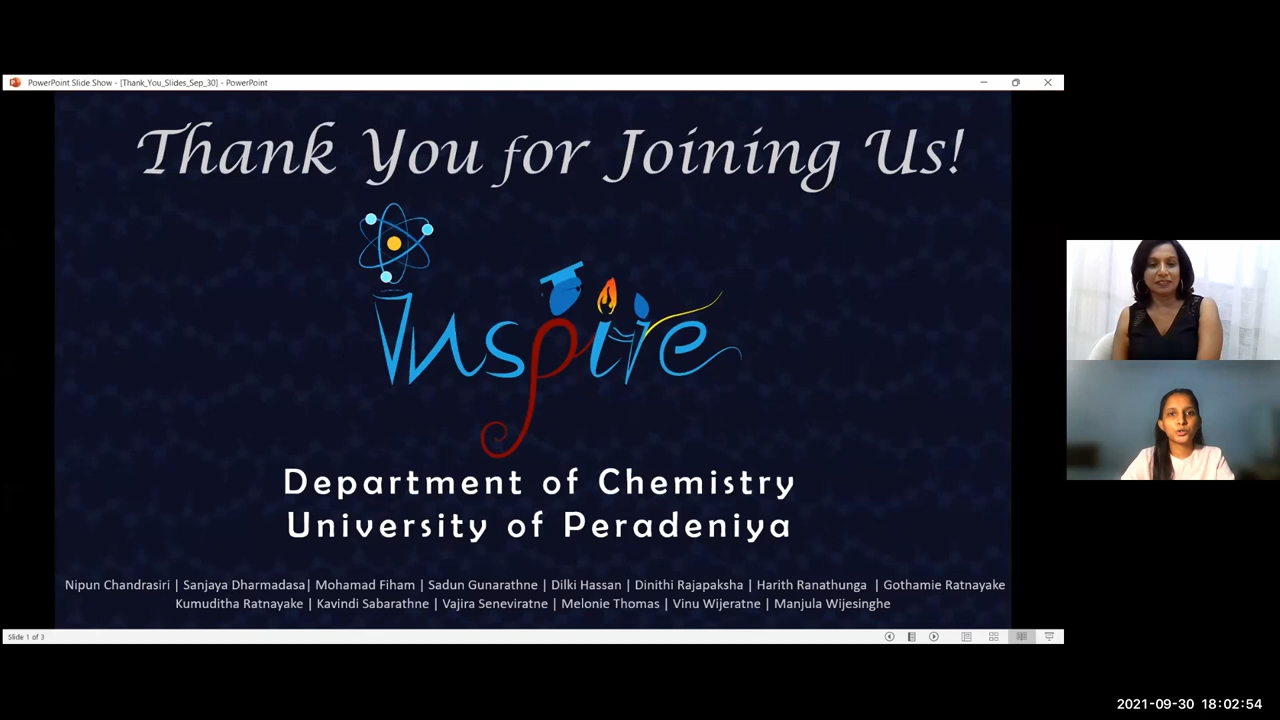 PowerPoint Slide Show - [Thank_You_Slides_Sep_30] - PowerPoint
Thank You for Joining Us!
Inspire
Department of Chemistry
University of Peradeniya
Nipun Chandrasiri | Sanjaya Dharmadasa| Mohamad Fiham | Sadun Gunarathne | Dilki Hassan | Dinithi Rajapaksha | Harith Ranathunga | Gothamie Ratnayake
Kumuditha Ratnayake | Kavindi Sabarathne | Vajira Seneviratne | Melonie Thomas | Vinu Wijeratne | Manjula Wijesinghe
Slide 1 of 3
2021-09-30 18:02:54